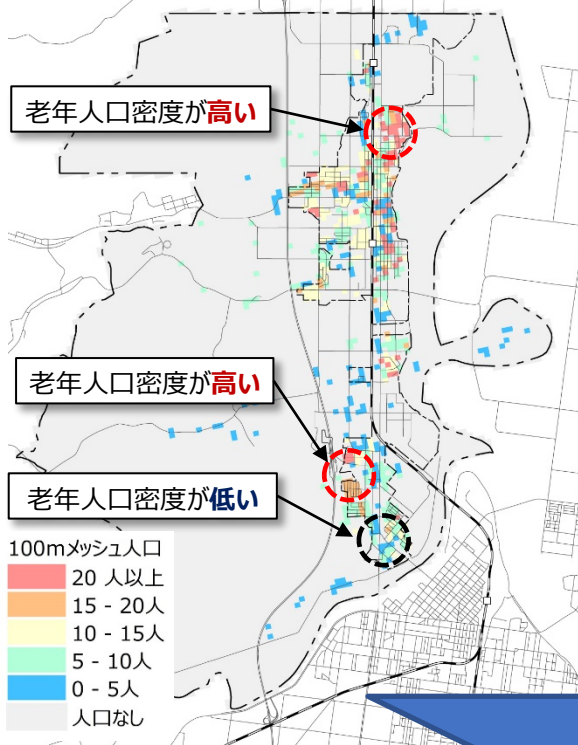 老年人口密度が高い
老年人口密度が高い
老年人口密度が低い
100mメッシュ人口
20 人以上
15 - 20人
10 - 15人
5 - 10人
0 - 5人
人口なし